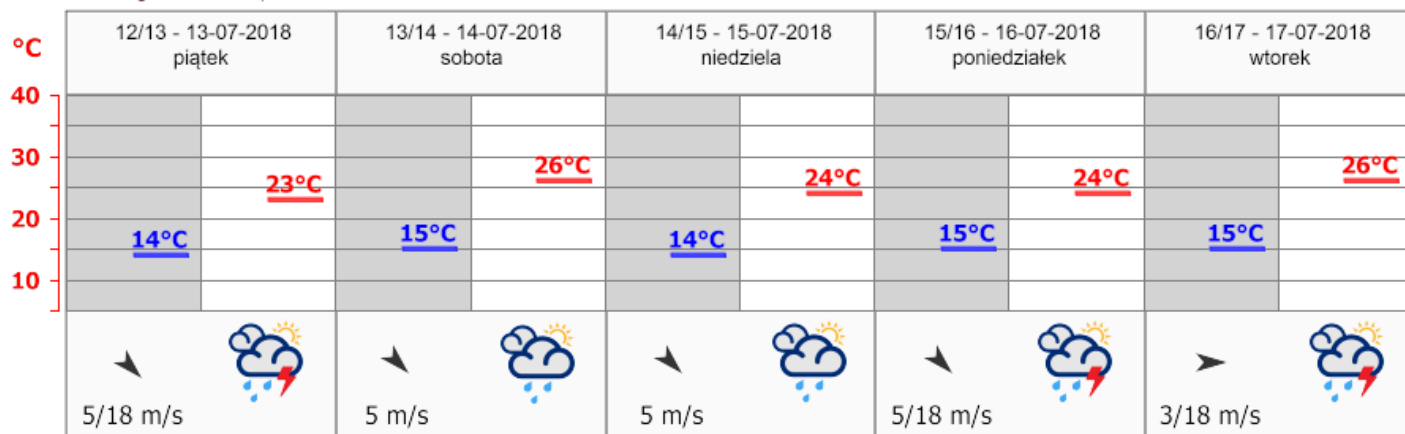 12/13 - 13-07-2018
piątek
13/14 - 14-07-2018
sobota
14/15 - 15-07-2018
niedziela
15/16 - 16-07-2018
poniedziałek
16/17 - 17-07-2018
wtorek
°C
40
30
20
10
23°C
26°C
24°C
24°C
26°C
14°C
15°C
14°C
15°C
15°C
5/18 m/s
5 m/s
5 m/s
5/18 m/s
3/18 m/s